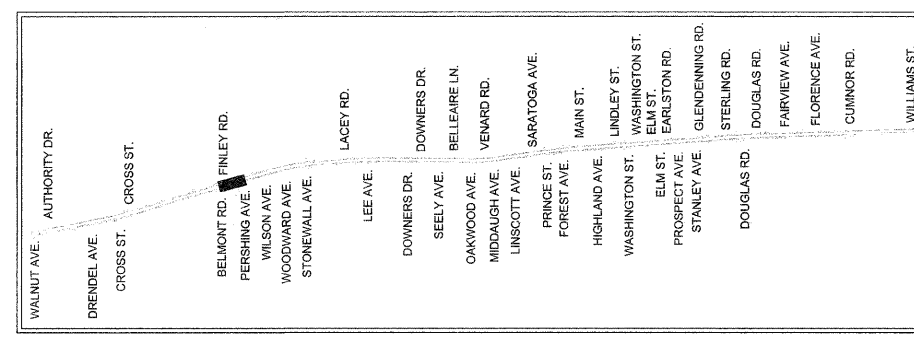 WALNUT AVE.
AUTHORITY DR.
DRENDEL AVE.
CROSS ST.
CROSS ST.
BELMONT RD.
FINLEY RD.
PERSHING AVE.
WILSON AVE.
WOODWARD AVE.
STONEWALL AVE.
LACEY RD.
LEE AVE.
DOWNERS DR.
DOWNERS DR.
SEELY AVE.
BELLEAIRE LN.
OAKWOOD AVE.
VENARD RD.
MIDDAUGH AVE.
LINSCOTT AVE.
SARATOGA AVE.
PRINCE ST.
FOREST AVE.
MAIN ST.
HIGHLAND AVE.
LINDLEY ST.
WASHINGTON ST.
WASHINGTON ST.
ELM ST.
ELM ST.
EARLSTON RD.
PROSPECT AVE.
STANLEY AVE.
GLENDENNING RD.
STERLING RD.
DOUGLAS RD.
DOUGLAS RD.
FAIRVIEW AVE.
FLORENCE AVE.
CUMNOR RD.
WILLIAMS ST.